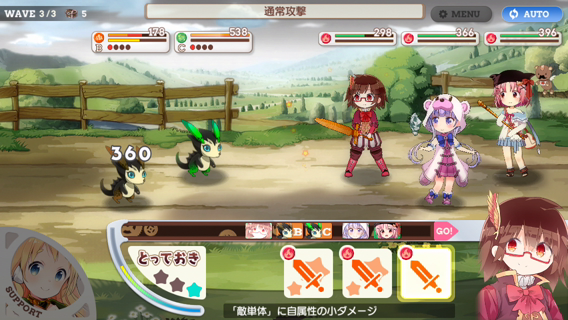 WAVE 3/3 5
通常攻撃
MENU
AUTO
178
B
538
C
298
366
396
360
B
C
GO!
とっておき
SUPPORT
「敵単体」に自属性の小ダメージ